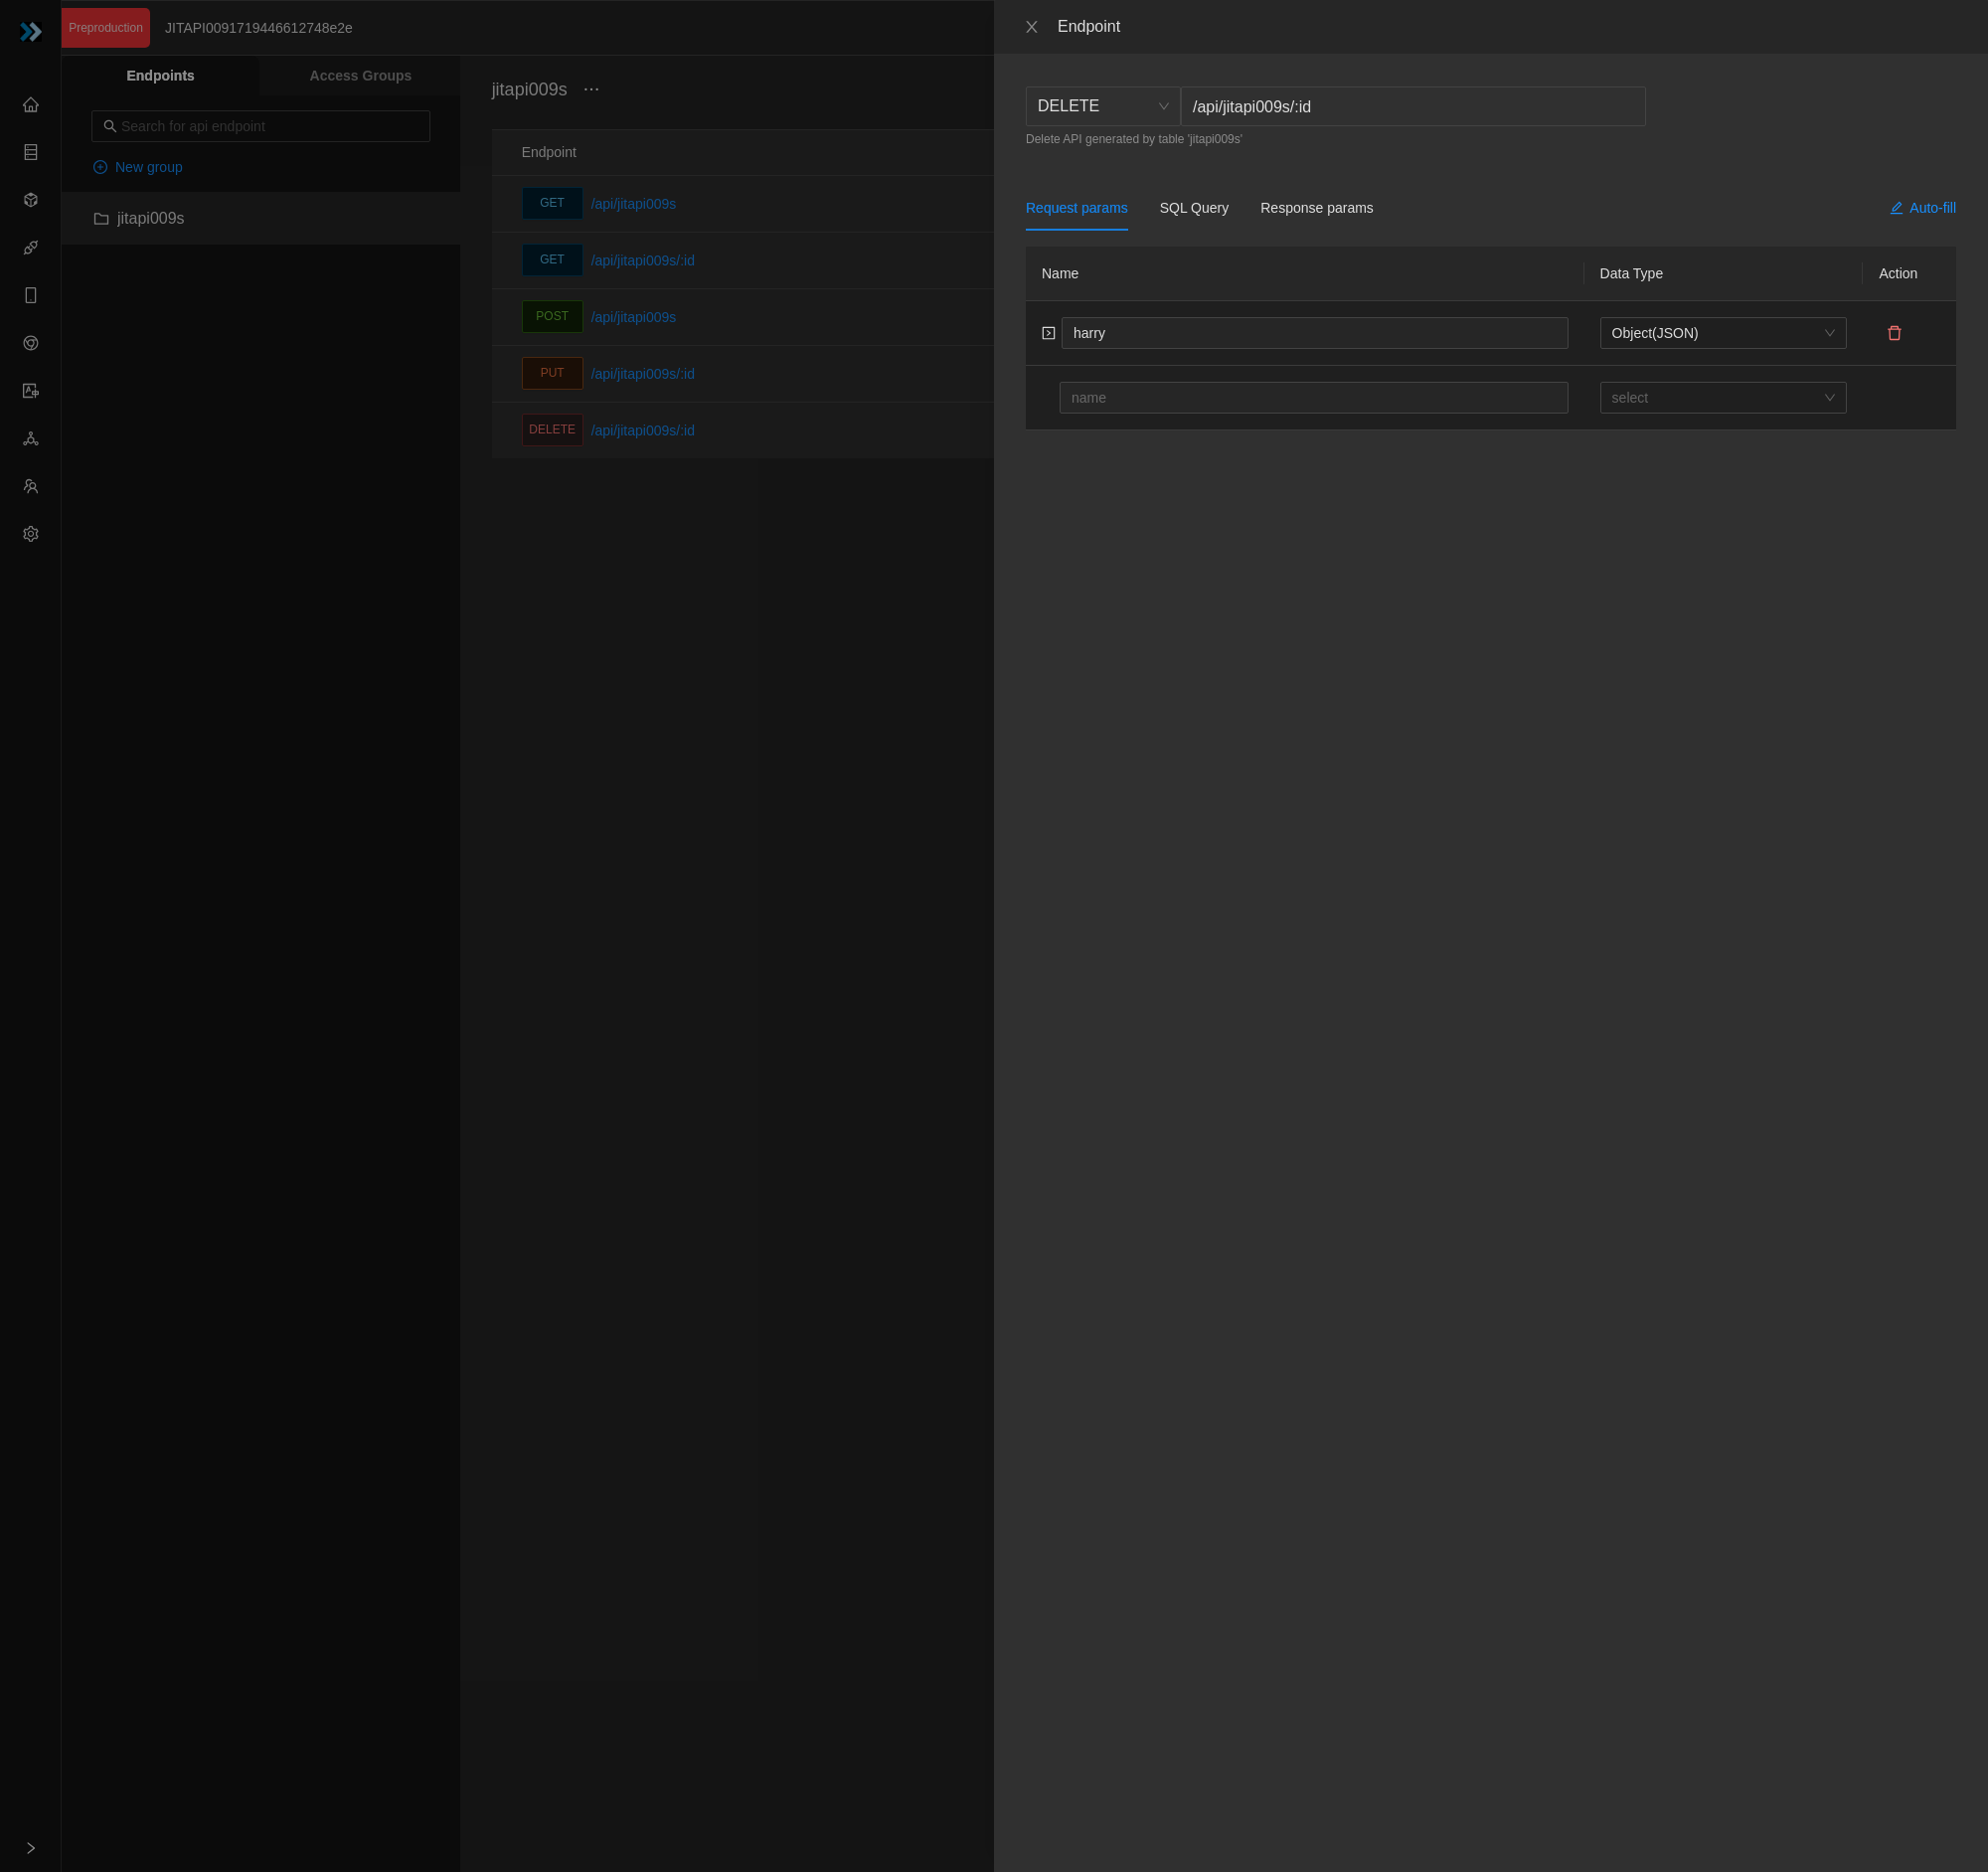 Preproduction
JITAPI0091719446612748e2e
Endpoints
Access Groups
Search for api endpoint
New group
jitapi009s
jitapi009s
Endpoint
GET /api/jitapi009s
GET /api/jitapi009s/:id
POST /api/jitapi009s
PUT /api/jitapi009s/:id
DELETE /api/jitapi009s/:id
Endpoint
DELETE /api/jitapi009s/:id
Delete API generated by table 'jitapi009s'
Request params SQL Query Response params Auto-fill
Name Data Type Action
harry Object(JSON)
name select